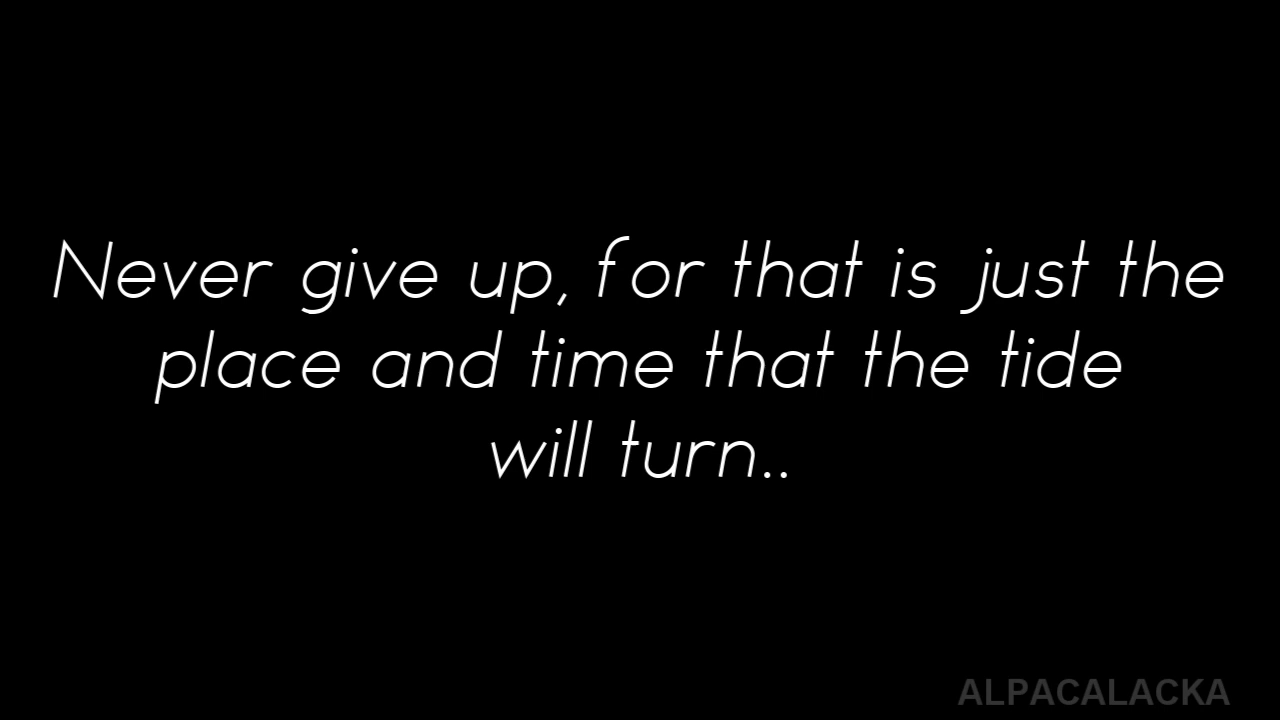 Never give up, for that is just the
place and time that the tide
will turn..
ALPACALACKA